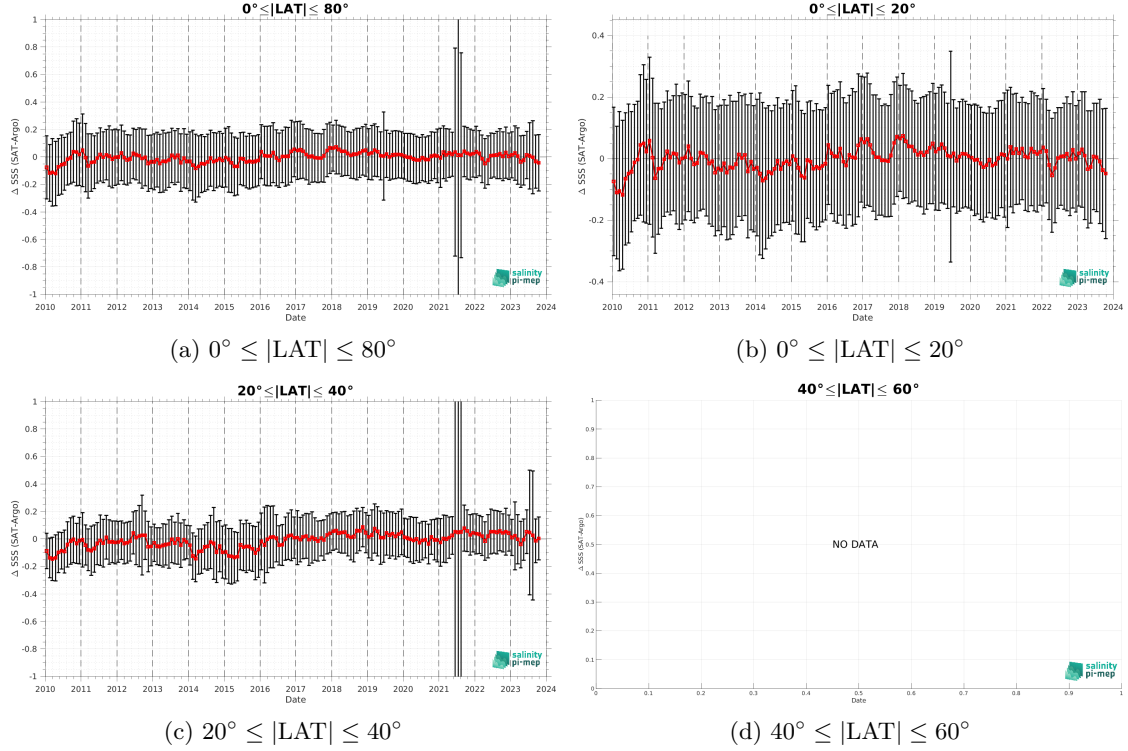 0°≤|LAT|≤ 80°
1
0.8
0.6
0.4
0.2
0
-0.2
-0.4
-0.6
-0.8
-1
Δ SSS (SAT-Argo)
2010 2011 2012 2013 2014 2015 2016 2017 2018 2019 2020 2021 2022 2023 2024
Date
salinity
pi-mep
(a) 0° ≤ |LAT| ≤ 80°
0°≤|LAT|≤ 20°
0.4
0.2
0
-0.2
-0.4
Δ SSS (SAT-Argo)
2010 2011 2012 2013 2014 2015 2016 2017 2018 2019 2020 2021 2022 2023 2024
Date
salinity
pi-mep
(b) 0° ≤ |LAT| ≤ 20°
20°≤|LAT|≤ 40°
1
0.8
0.6
0.4
0.2
0
-0.2
-0.4
-0.6
-0.8
-1
Δ SSS (SAT-Argo)
2010 2011 2012 2013 2014 2015 2016 2017 2018 2019 2020 2021 2022 2023 2024
Date
salinity
pi-mep
(c) 20° ≤ |LAT| ≤ 40°
40°≤|LAT|≤ 60°
1
0.9
0.8
0.7
0.6
0.5
0.4
0.3
0.2
0.1
0
Δ SSS (SAT-Argo)
NO DATA
0 0.1 0.2 0.3 0.4 0.5 0.6 0.7 0.8 0.9 1
Date
salinity
pi-mep
(d) 40° ≤ |LAT| ≤ 60°